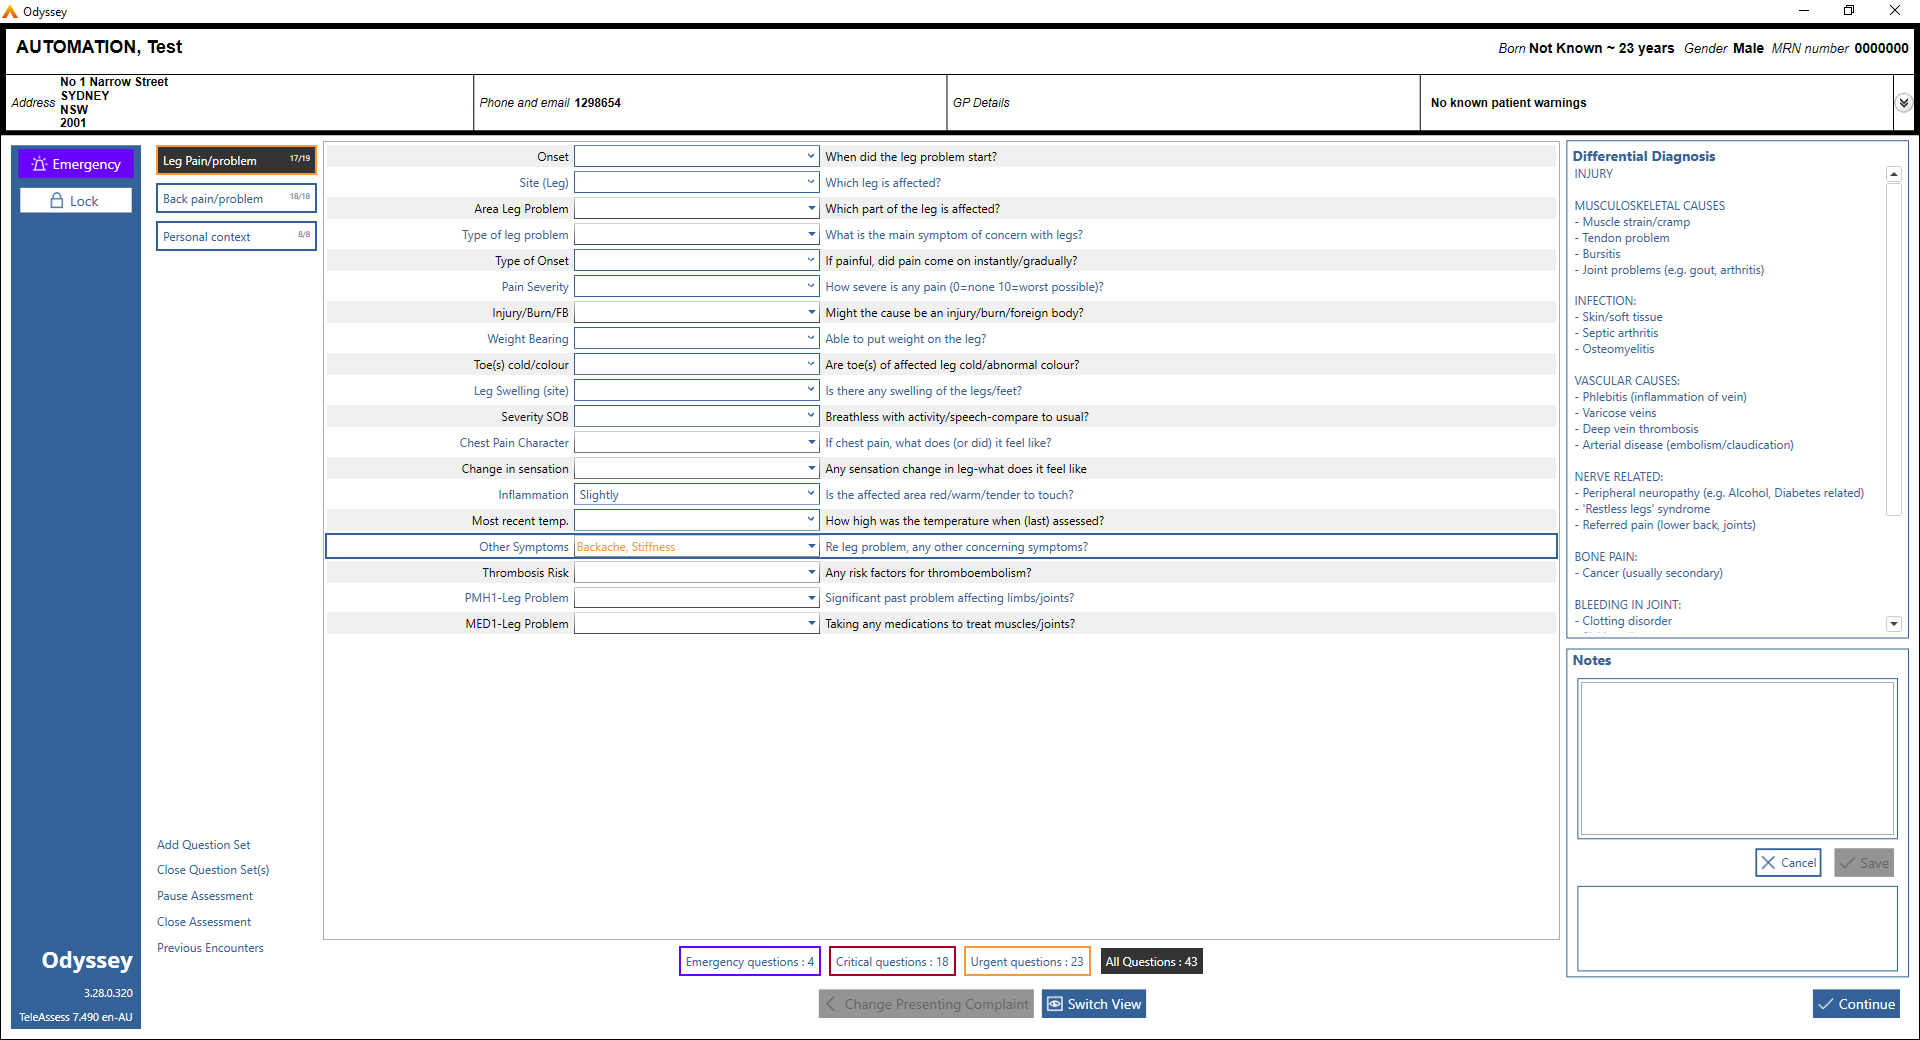 Odyssey
AUTOMATION, Test
Born Not Known ~ 23 years Gender Male MRN number 0000000
Address
No 1 Narrow Street
SYDNEY
NSW
2001
Phone and email 1298654
GP Details
No known patient warnings
Emergency
Lock
Leg Pain/problem 17/19
Back pain/problem 18/18
Personal context 8/8
Onset When did the leg problem start?
Site (Leg) Which leg is affected?
Area Leg Problem Which part of the leg is affected?
Type of leg problem What is the main symptom of concern with legs?
Type of Onset If painful, did pain come on instantly/gradually?
Pain Severity How severe is any pain (0=none 10=worst possible)?
Injury/Burn/FB Might the cause be an injury/burn/foreign body?
Weight Bearing Able to put weight on the leg?
Toe(s) cold/colour Are toe(s) of affected leg cold/abnormal colour?
Leg Swelling (site) Is there any swelling of the legs/feet?
Severity SOB Breathless with activity/speech-compare to usual?
Chest Pain Character If chest pain, what does (or did) it feel like?
Change in sensation Any sensation change in leg-what does it feel like
Inflammation Slightly Is the affected area red/warm/tender to touch?
Most recent temp. How high was the temperature when (last) assessed?
Other Symptoms Backache, Stiffness Re leg problem, any other concerning symptoms?
Thrombosis Risk Any risk factors for thromboembolism?
PMH1-Leg Problem Significant past problem affecting limbs/joints?
MED1-Leg Problem Taking any medications to treat muscles/joints?
Differential Diagnosis
INJURY
MUSCULOSKELETAL CAUSES
- Muscle strain/cramp
- Tendon problem
- Bursitis
- Joint problems (e.g. gout, arthritis)
INFECTION:
- Skin/soft tissue
- Septic arthritis
- Osteomyelitis
VASCULAR CAUSES:
- Phlebitis (inflammation of vein)
- Varicose veins
- Deep vein thrombosis
- Arterial disease (embolism/claudication)
NERVE RELATED:
- Peripheral neuropathy (e.g. Alcohol, Diabetes related)
- 'Restless legs' syndrome
- Referred pain (lower back, joints)
BONE PAIN:
- Cancer (usually secondary)
BLEEDING IN JOINT:
- Clotting disorder
Notes
Cancel
Save
Add Question Set
Close Question Set(s)
Pause Assessment
Close Assessment
Previous Encounters
Odyssey
3.28.0.320
TeleAssess 7.490 en-AU
Emergency questions : 4
Critical questions : 18
Urgent questions : 23
All Questions : 43
Change Presenting Complaint
Switch View
Continue